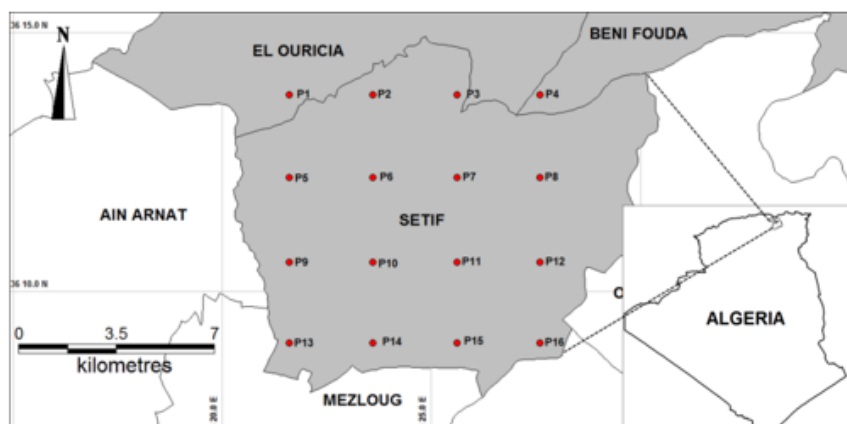 36 15.0 N
BENI FOUDA
N
EL OURICIA
P1
P2
P3
P4
P5
P6
P7
P8
AIN ARNAT
SETIF
P9
P10
P11
P12
36 10.0 N
O
ALGERIA
0 3.5 7
kilometres
P13
P14
P15
P16
MEZLOUG
20.0 E
25.0 E